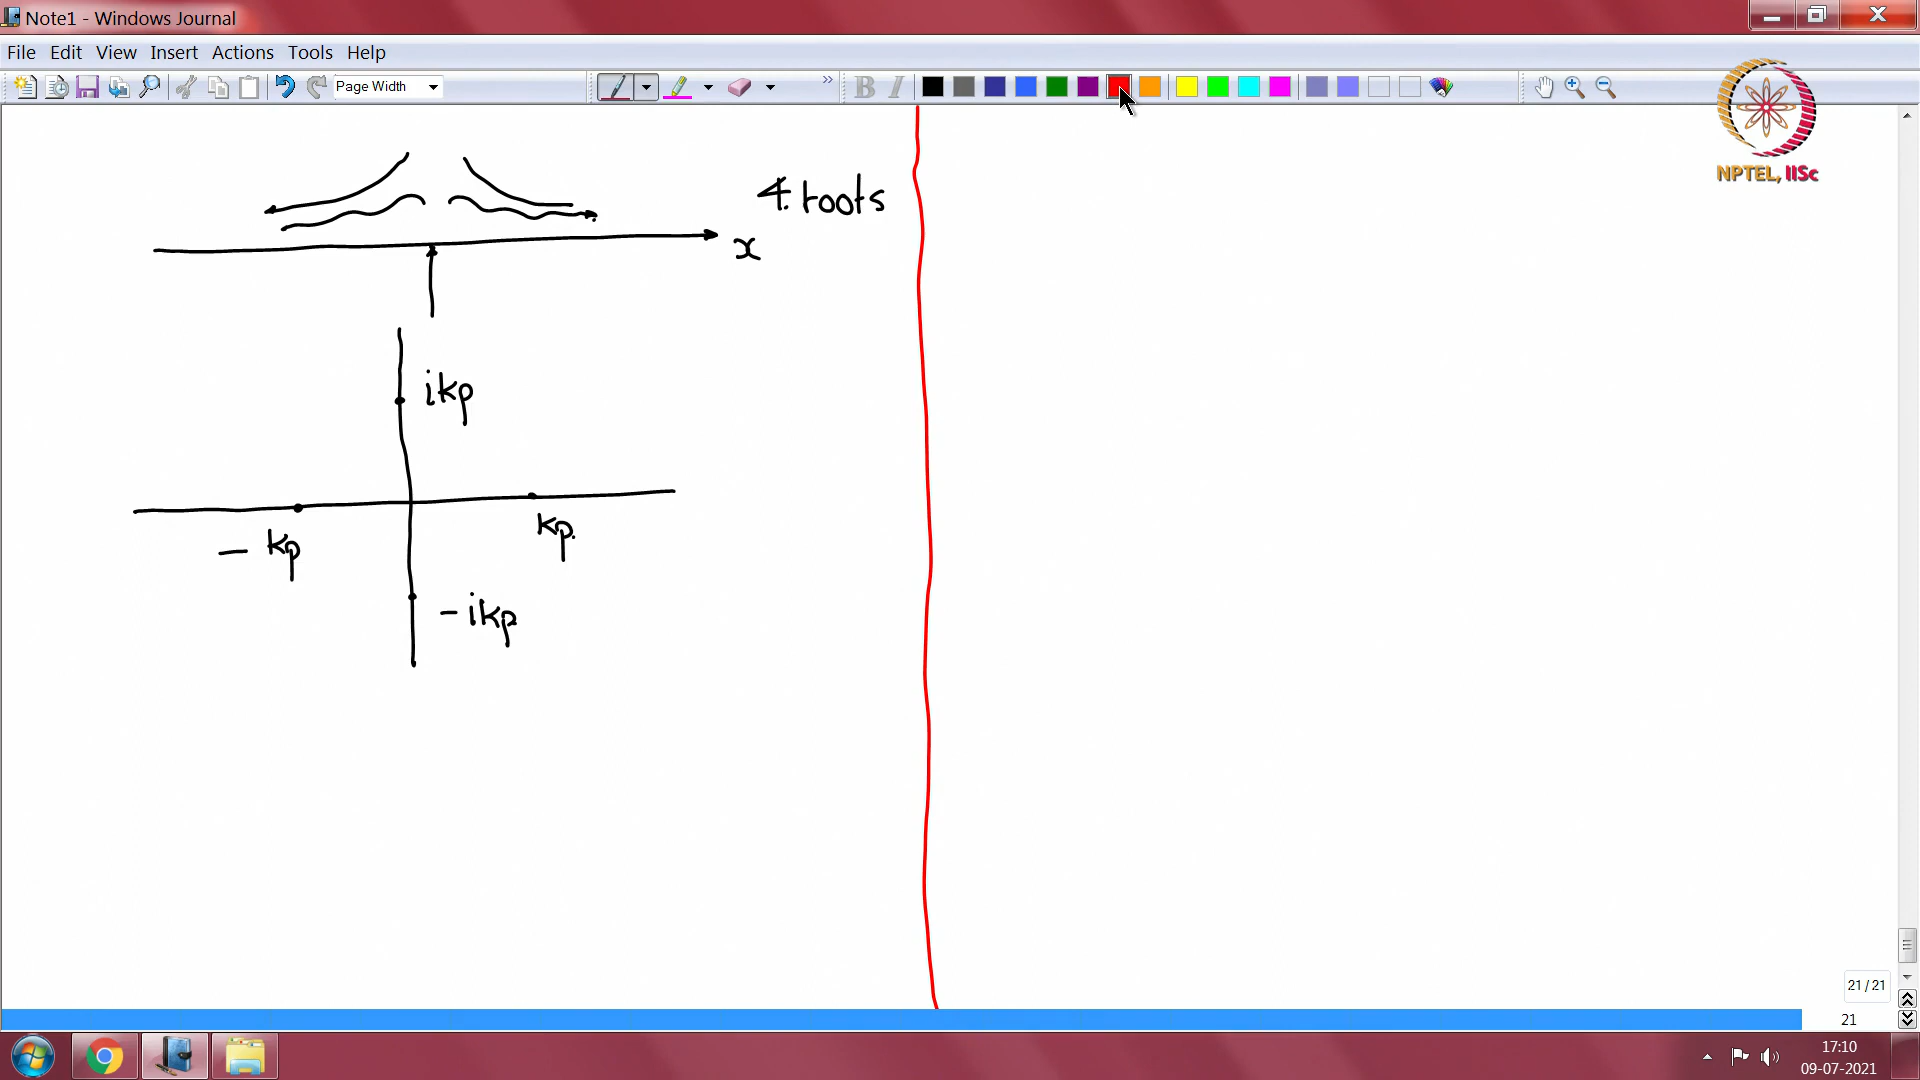 Note1 - Windows Journal
File Edit View Insert Actions Tools Help
Page Width
B I
NPTEL, IISc
4 roots
x
ikp
- kp
kp.
- ikp
21 / 21
21
17:10
09-07-2021